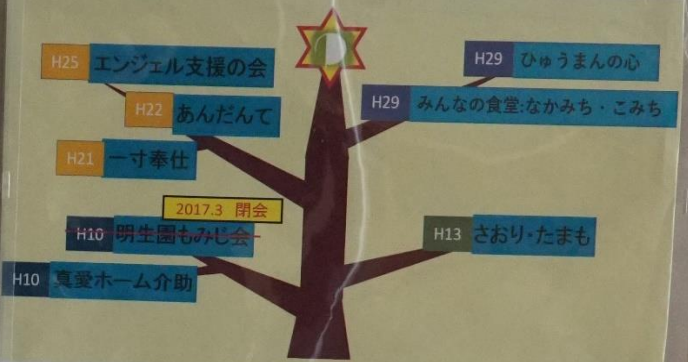 H25 エンジェル支援の会
H29 ひゅうまんの心
H22 あんだんて
H29 みんなの食堂:なかみち・こみち
H21 一寸奉仕
2017.3 閉会
H10 明生園もみじ会
H13 さおり・たまも
H10 真愛ホーム介助